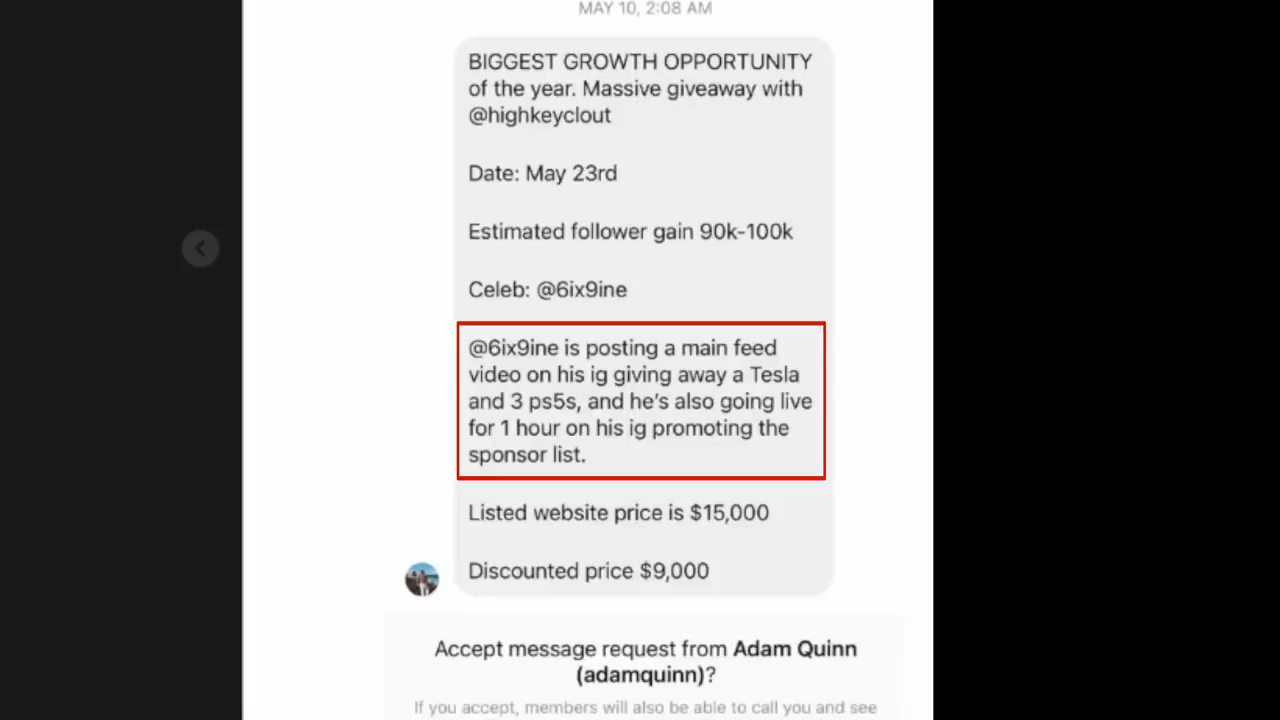 MAY 10, 2:08 AM
BIGGEST GROWTH OPPORTUNITY
of the year. Massive giveaway with
@highkeyclout
Date: May 23rd
Estimated follower gain 90k-100k
Celeb: @6ix9ine
@6ix9ine is posting a main feed
video on his ig giving away a Tesla
and 3 ps5s, and he's also going live
for 1 hour on his ig promoting the
sponsor list.
Listed website price is $15,000
Discounted price $9,000
Accept message request from Adam Quinn
(adamquinn)?
If you accept, members will also be able to call you and see